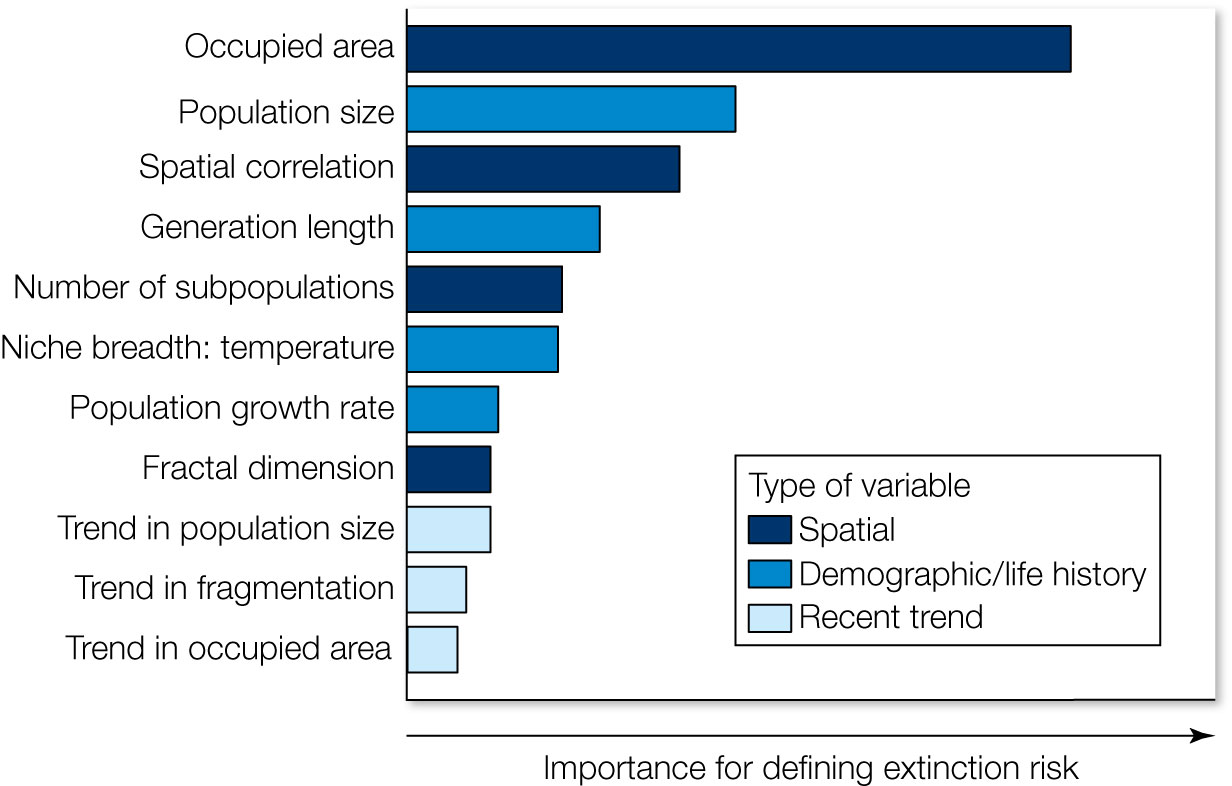 Occupied area
Population size
Spatial correlation
Generation length
Number of subpopulations
Niche breadth: temperature
Population growth rate
Fractal dimension
Trend in population size
Trend in fragmentation
Trend in occupied area
Type of variable
Spatial
Demographic/life history
Recent trend
Importance for defining extinction risk